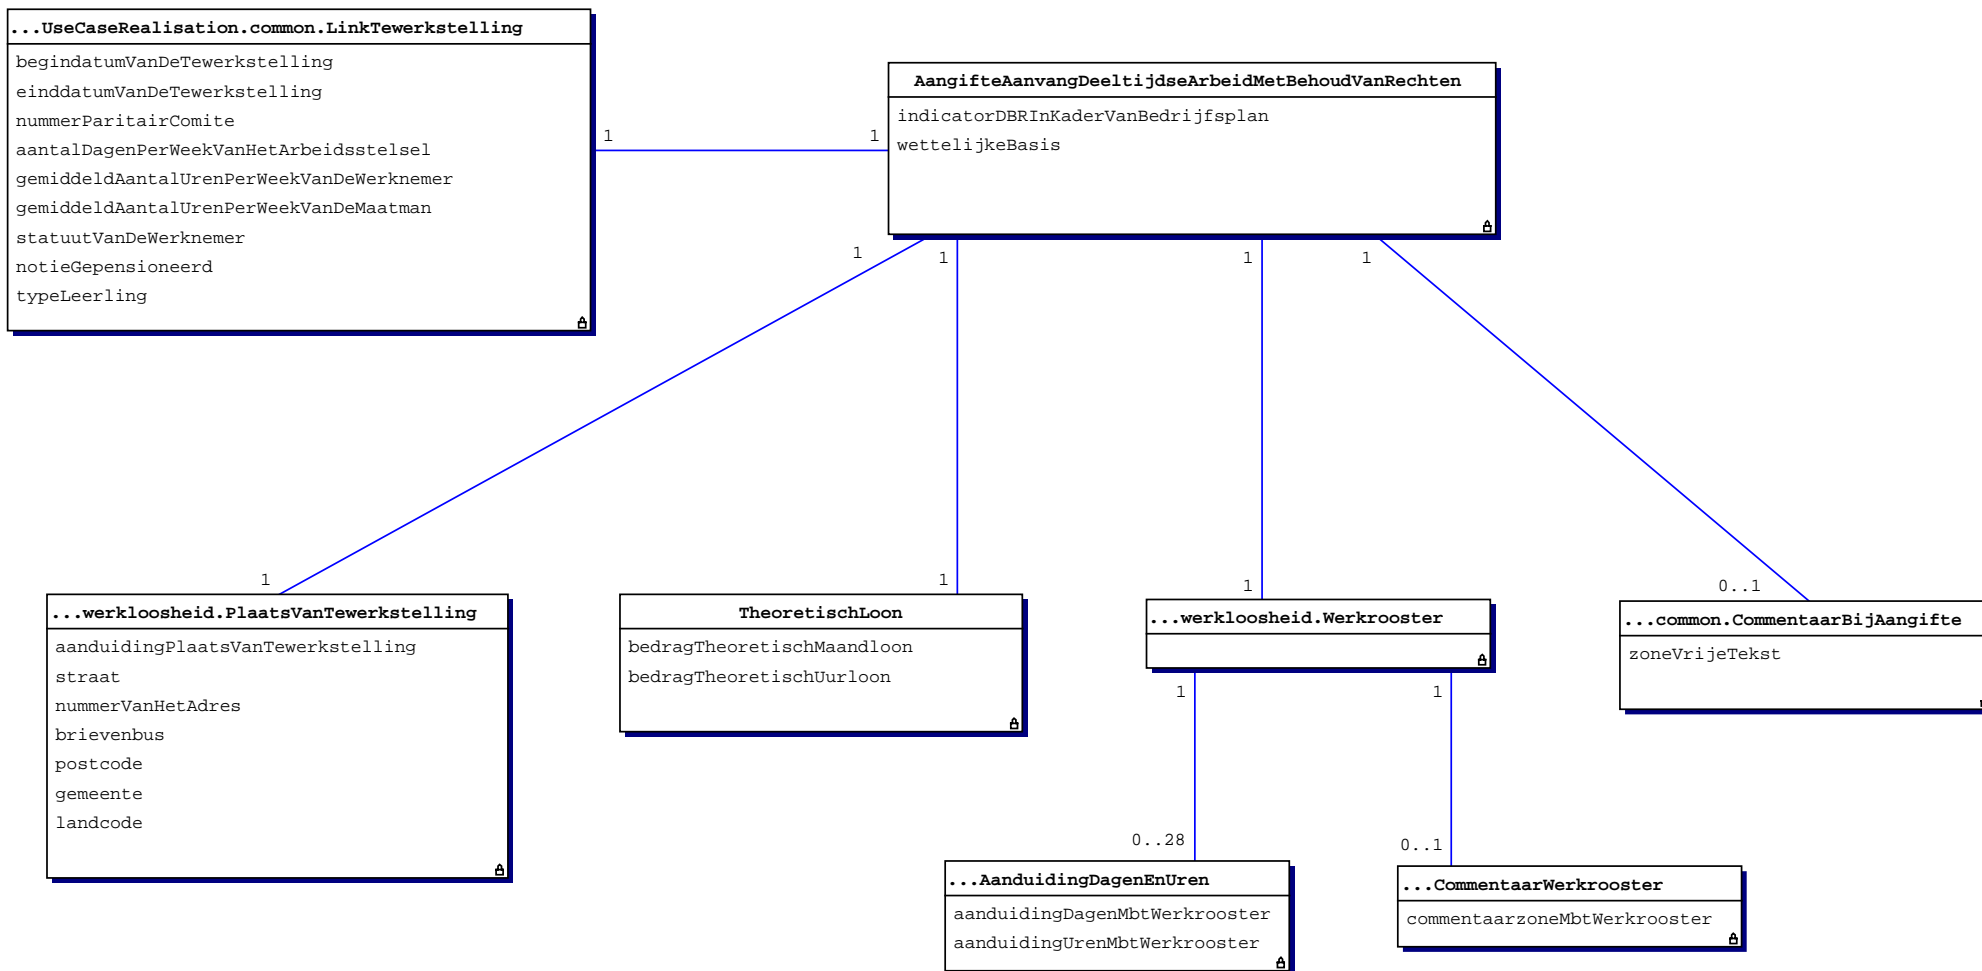 ...UseCaseRealisation.common.LinkTewerkstelling
begindatumVanDeTewerkstelling
einddatumVanDeTewerkstelling
nummerParitairComite
aantalDagenPerWeekVanHetArbeidsstelsel
gemiddeldAantalUrenPerWeekVanDeWerknemer
gemiddeldAantalUrenPerWeekVanDeMaatman
statuutVanDeWerknemer
notieGepensioneerd
typeLeerling
1
1
AangifteAanvangDeeltijdseArbeidMetBehoudVanRechten
indicatorDBRInKaderVanBedrijfsplan
wettelijkeBasis
1
1
1
1
1
1
1
0..1
...werkloosheid.PlaatsVanTewerkstelling
aanduidingPlaatsVanTewerkstelling
straat
nummerVanHetAdres
brievenbus
postcode
gemeente
landcode
TheoretischLoon
bedragTheoretischMaandloon
bedragTheoretischUurloon
...werkloosheid.Werkrooster
...common.CommentaarBijAangifte
zoneVrijeTekst
1
1
0..28
0..1
...AanduidingDagenEnUren
aanduidingDagenMbtWerkrooster
aanduidingUrenMbtWerkrooster
...CommentaarWerkrooster
commentaarzoneMbtWerkrooster